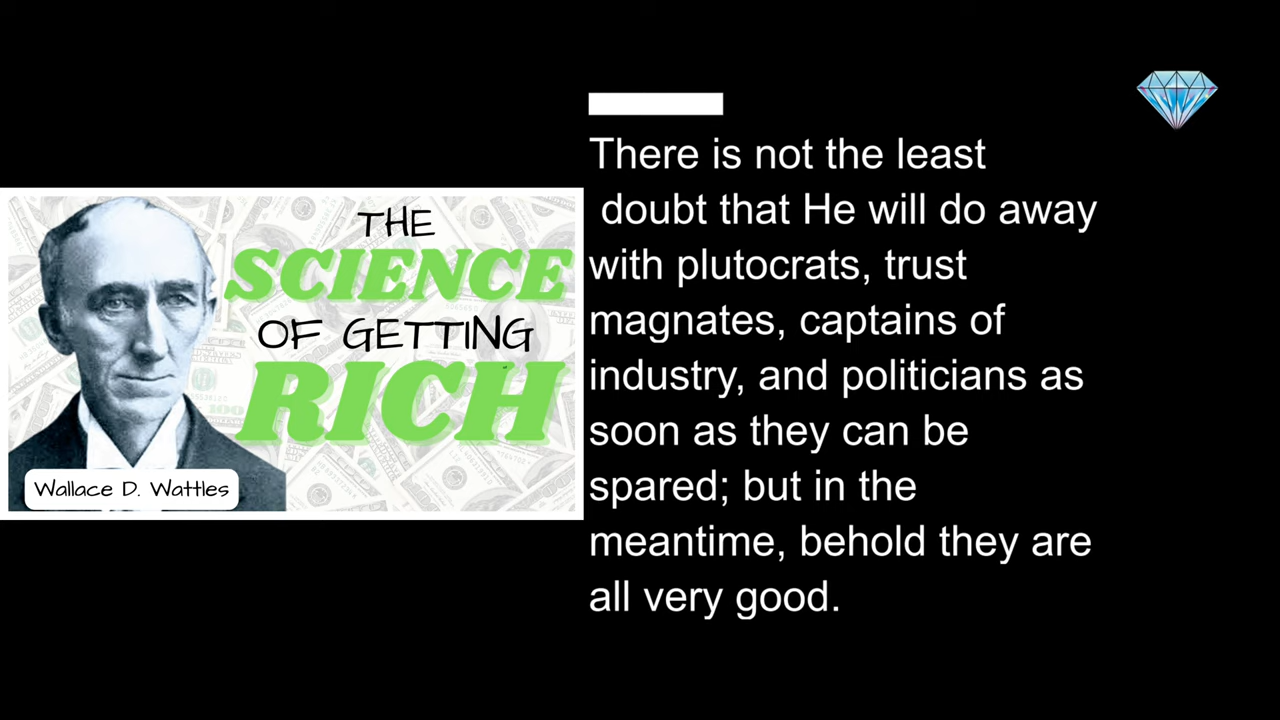 THE
SCIENCE
OF GETTING
RICH
Wallace D. Wattles
There is not the least
doubt that He will do away
with plutocrats, trust
magnates, captains of
industry, and politicians as
soon as they can be
spared; but in the
meantime, behold they are
all very good.